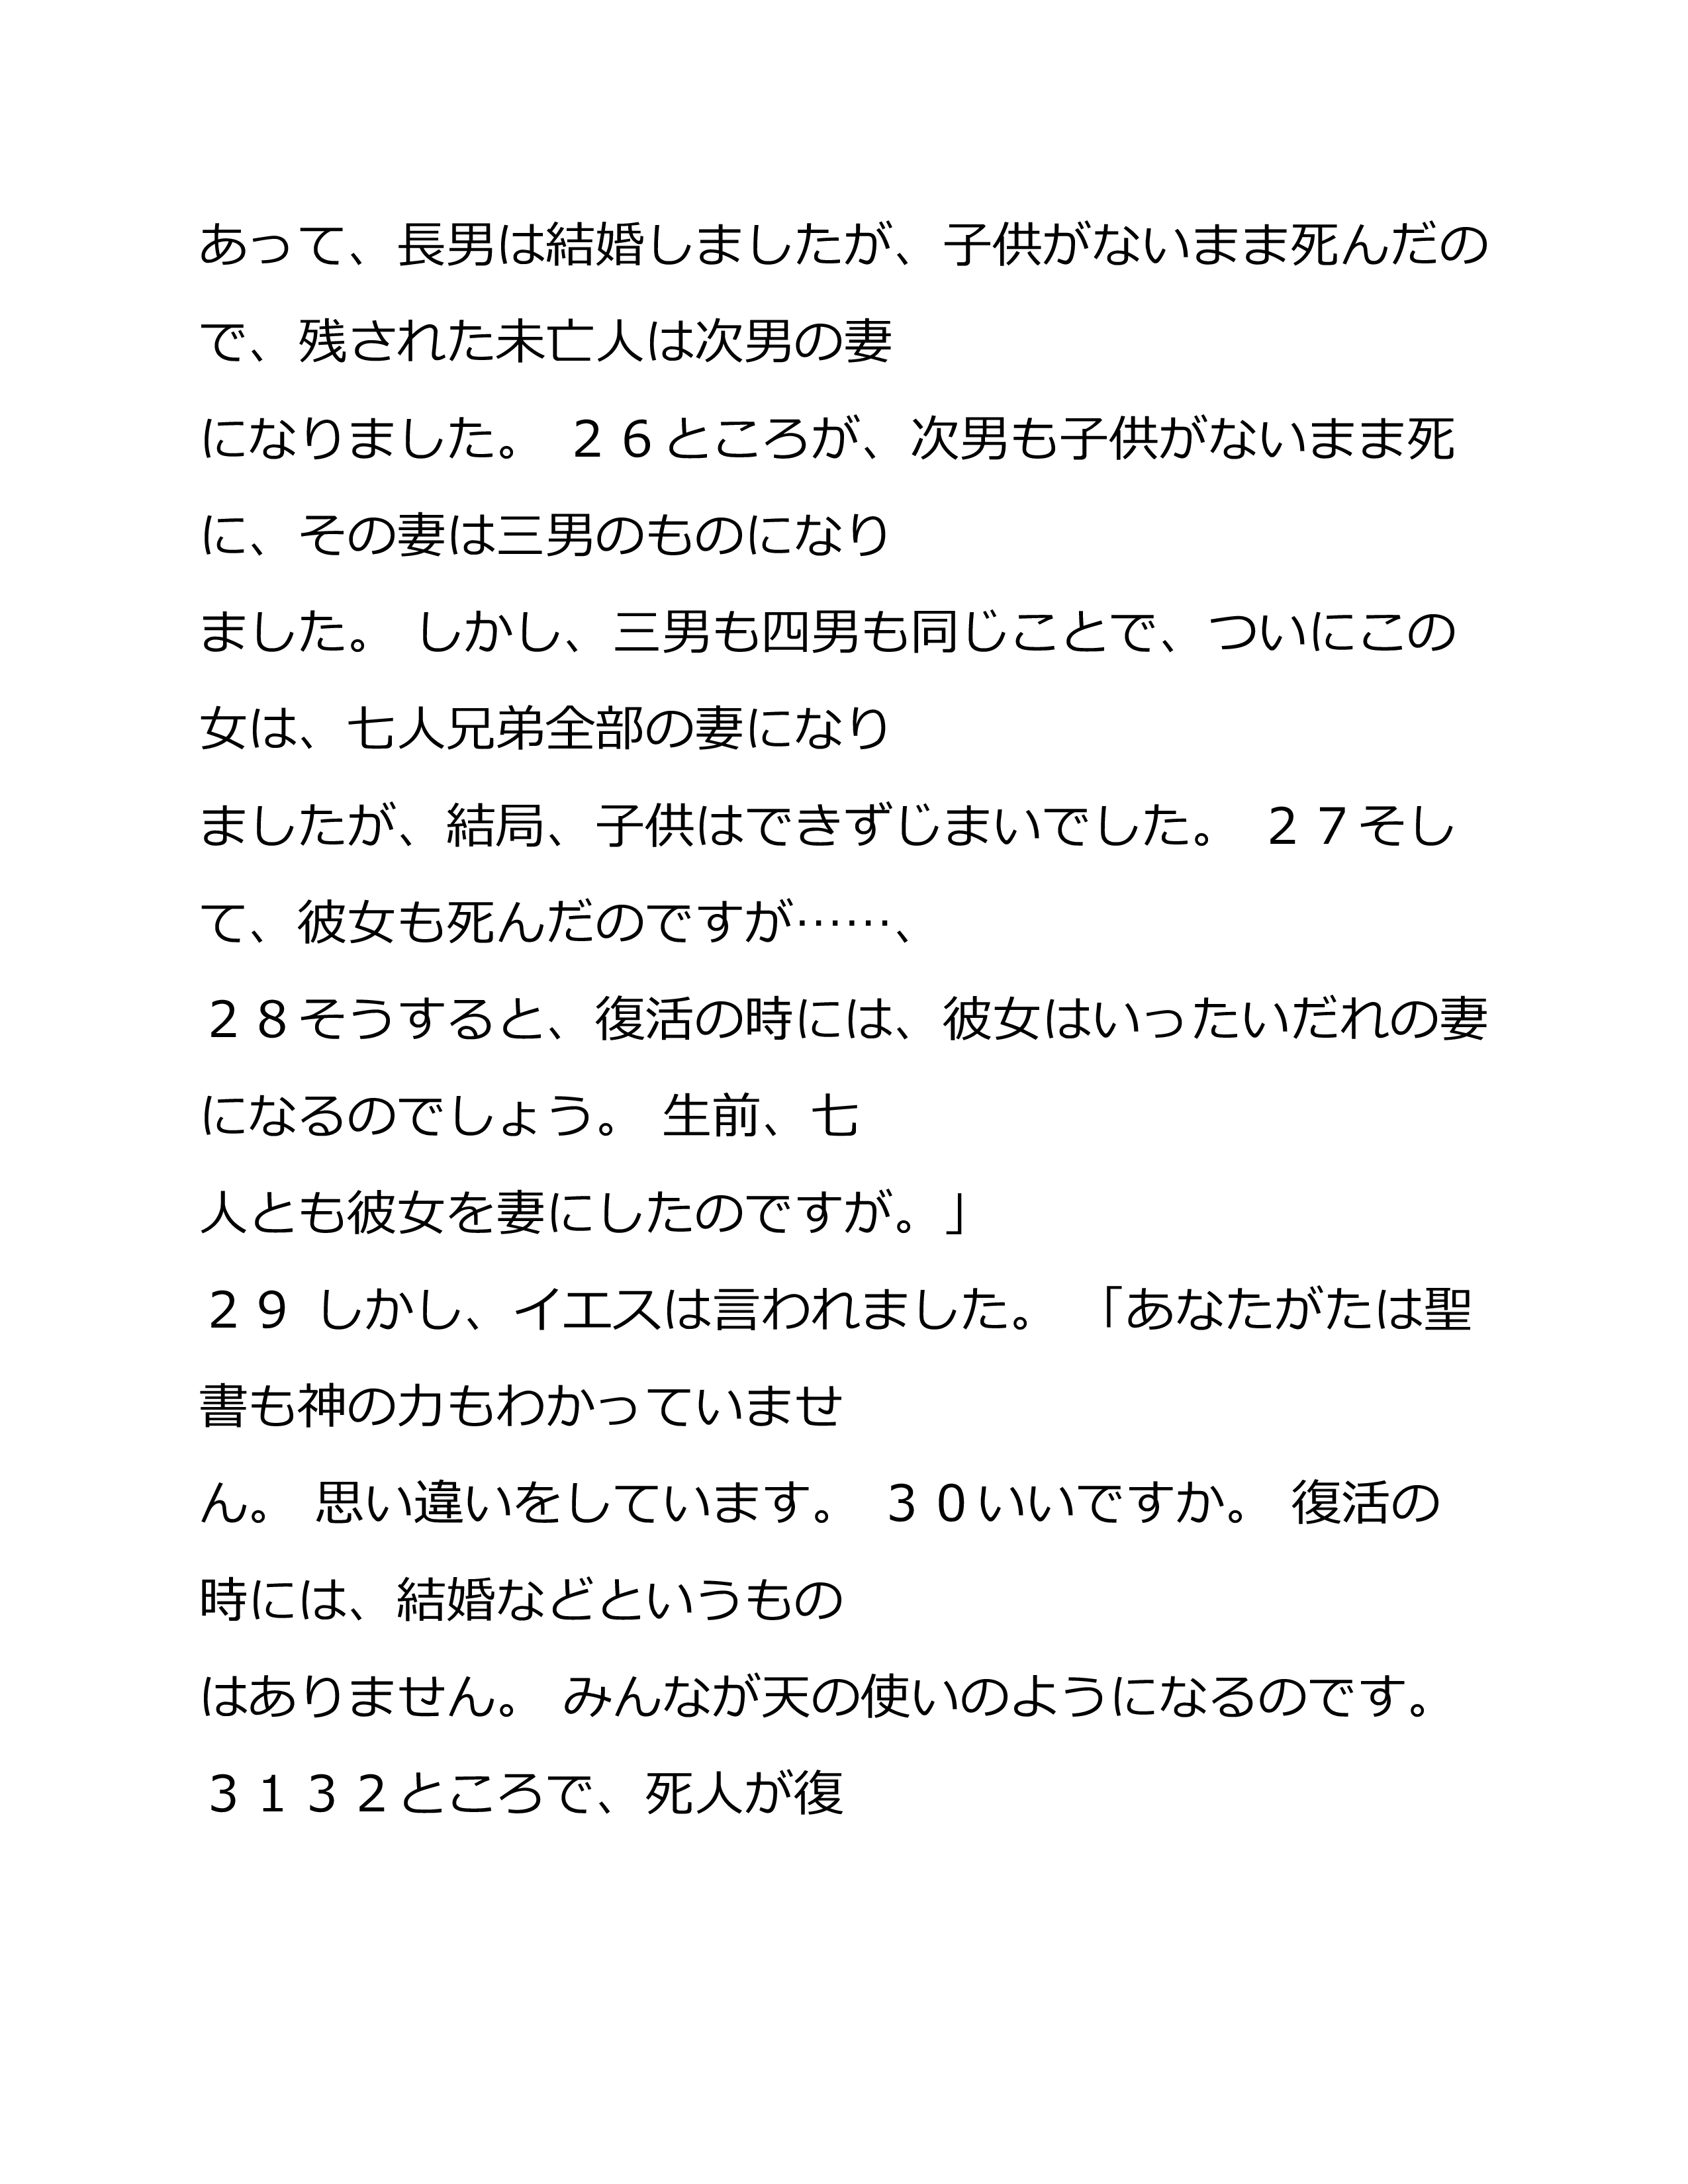 あって、長男は結婚しましたが、子供がないまま死んだの
で、残された未亡人は次男の妻
になりました。 ２６ところが、次男も子供がないまま死
に、その妻は三男のものになり
ました。 しかし、三男も四男も同じことで、ついにこの
女は、七人兄弟全部の妻になり
ましたが、結局、子供はできずじまいでした。 ２７そし
て、彼女も死んだのですが……、
２８そうすると、復活の時には、彼女はいったいだれの妻
になるのでしょう。 生前、七
人とも彼女を妻にしたのですが。」
２９ しかし、イエスは言われました。 「あなたがたは聖
書も神の力もわかっていませ
ん。 思い違いをしています。 ３０いいですか。 復活の
時には、結婚などというもの
はありません。 みんなが天の使いのようになるのです。
３１３２ところで、死人が復